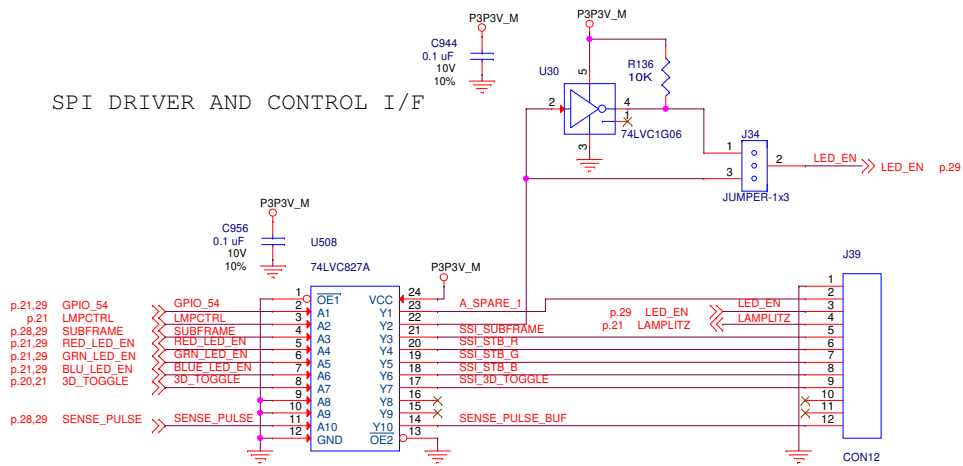 P3P3V_M
P3P3V_M
C944
0.1 uF
10V
10%
U30
5
2
4
1
3
74LVC1G06
R136
10K
SPI DRIVER AND CONTROL I/F
J34
1
2
3
LED_EN
LED_EN p.29
JUMPER-1x3
P3P3V_M
C956
0.1 uF
10V
10%
U508
74LVC827A
P3P3V_M
J39
1 OE1 VCC 24
p.21,29 GPIO_54 GPIO_54 2 A1 Y1 23 A_SPARE_1
p.21 LMPCTRL LMPCTRL 3 A2 Y2 22
p.28,29 SUBFRAME SUBFRAME 4 A3 Y3 21 SSI_SUBFRAME
p.21,29 RED_LED_EN RED_LED_EN 5 A4 Y4 20 SSI_STB_R
p.21,29 GRN_LED_EN GRN_LED_EN 6 A5 Y5 19 SSI_STB_G
p.21,29 BLU_LED_EN BLUE_LED_EN 7 A6 Y6 18 SSI_STB_B
p.20,21 3D_TOGGLE 3D_TOGGLE 8 A7 Y7 17 SSI_3D_TOGGLE
9 A8 Y8 16
10 A9 Y9 15
p.28,29 SENSE_PULSE SENSE_PULSE 11 A10 Y10 14 SENSE_PULSE_BUF
12 GND OE2 13
1
2
p.29 LED_EN LED_EN 3
p.21 LAMPLITZ LAMPLITZ 4
5
6
7
8
9
10
11
12
CON12